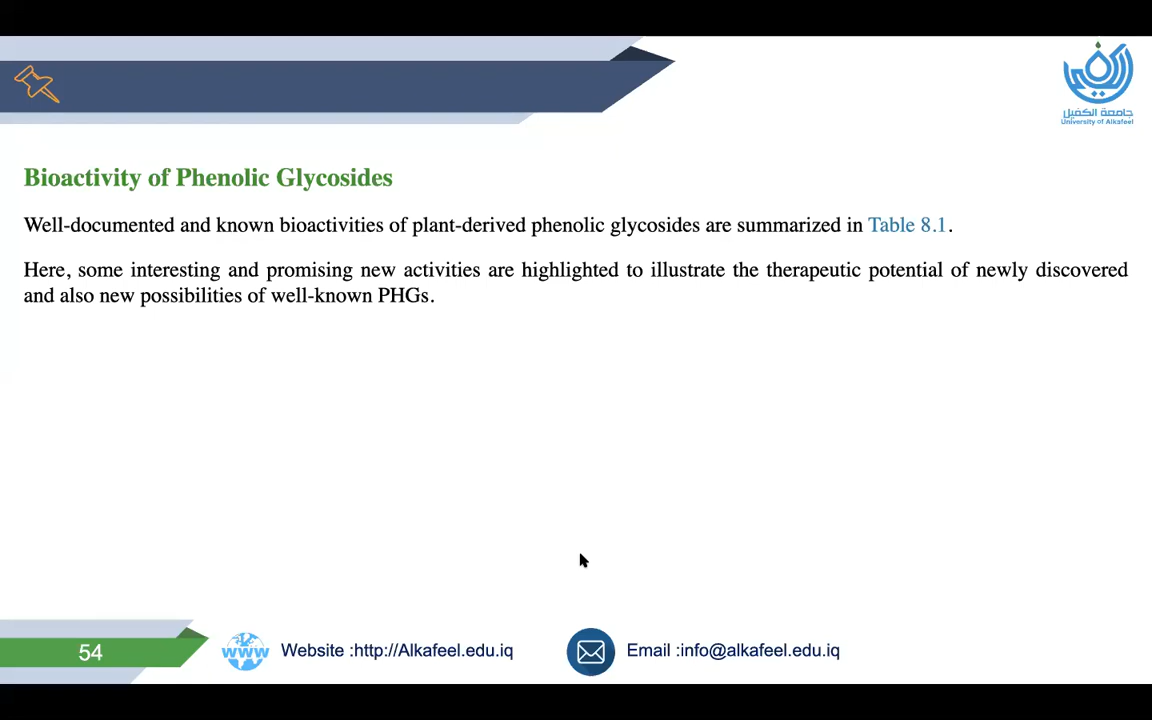 جامعة الكفيل
University of Alkafeel
Bioactivity of Phenolic Glycosides
Well-documented and known bioactivities of plant-derived phenolic glycosides are summarized in Table 8.1.
Here, some interesting and promising new activities are highlighted to illustrate the therapeutic potential of newly discovered
and also new possibilities of well-known PHGs.
54
www
Website :http://Alkafeel.edu.iq
Email :info@alkafeel.edu.iq